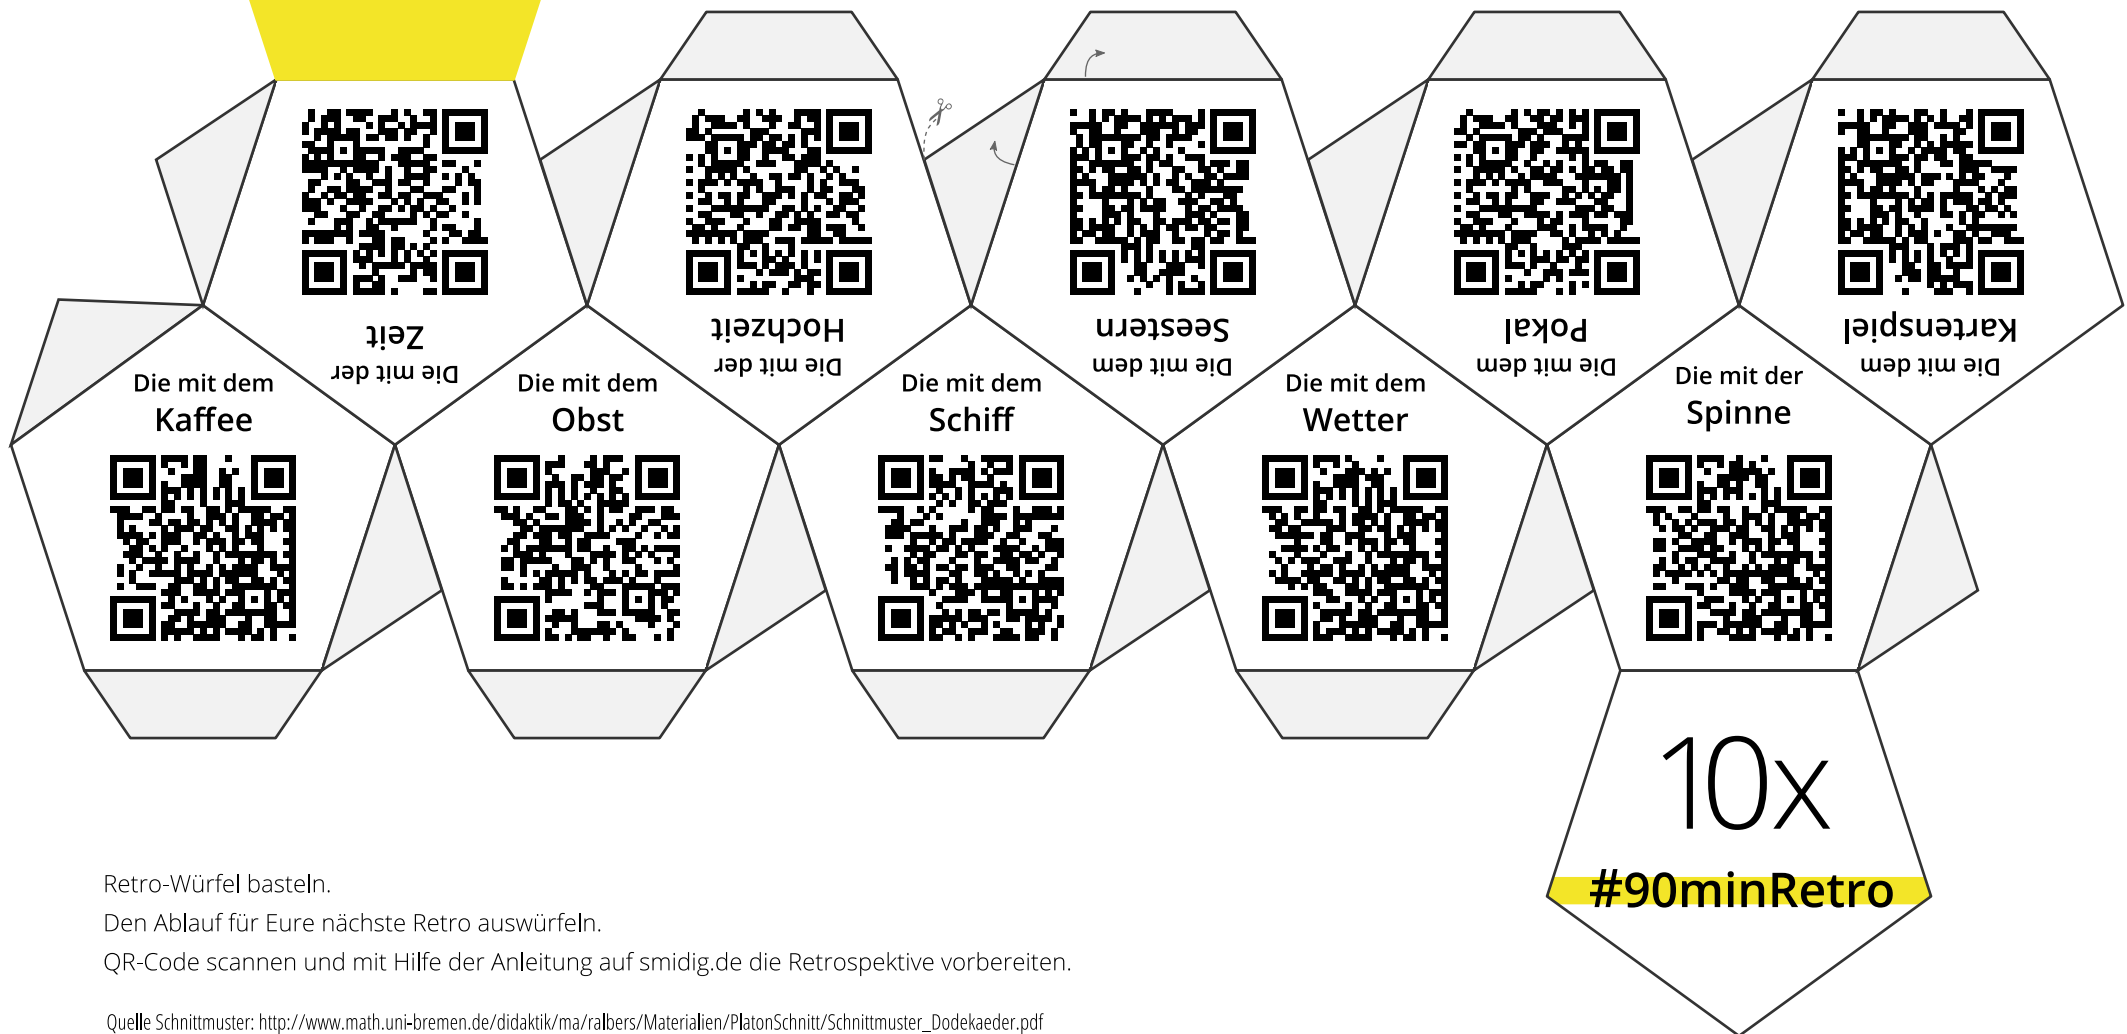 Die mit der
Zeit
Die mit der
Hochzeit
Die mit dem
Seestern
Die mit dem
Pokal
Die mit dem
Kartenspiel
Die mit dem
Kaffee
Die mit dem
Obst
Die mit dem
Schiff
Die mit dem
Wetter
Die mit der
Spinne
10x
#90minRetro
Retro-Würfel basteln.
Den Ablauf für Eure nächste Retro auswürfeln.
QR-Code scannen und mit Hilfe der Anleitung auf smidig.de die Retrospektive vorbereiten.
Quelle Schnittmuster: http://www.math.uni-bremen.de/didaktik/ma/ralbers/Materialien/PlatonSchnitt/Schnittmuster_Dodekaeder.pdf